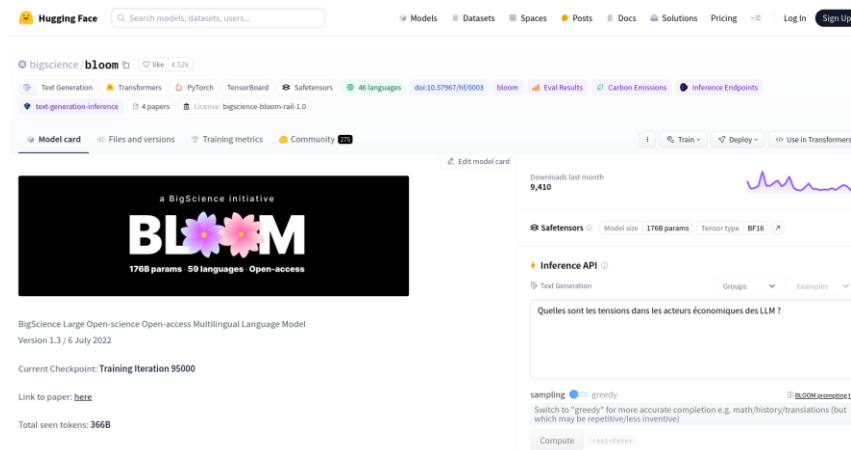 Hugging Face
Search models, datasets, users...
Models Datasets Spaces Posts Docs Solutions Pricing Log In Sign Up
bigscience/bloom like 4.52k
Text Generation Transformers PyTorch TensorBoard Safetensors 46 languages doi:10.57967/hf/0003 bloom Eval Results Carbon Emissions Inference Endpoints
text-generation-inference 4 papers License: bigscience-bloom-rail-1.0
Model card Files and versions Training metrics Community 275
Train Deploy Use in Transformers
Edit model card
a BigScience initiative
BLOOM
176B params · 59 languages · Open-access
BigScience Large Open-science Open-access Multilingual Language Model
Version 1.3 / 6 July 2022
Current Checkpoint: Training Iteration 95000
Link to paper: here
Total seen tokens: 366B
Downloads last month
9,410
Safetensors Model size 176B params Tensor type BF16
Inference API
Text Generation Groups Examples
Quelles sont les tensions dans les acteurs économiques des LLM ?
sampling greedy BLOOM prompting
Switch to "greedy" for more accurate completion e.g. math/history/translations (but
which may be repetitive/less inventive)
Compute ctrl+Enter